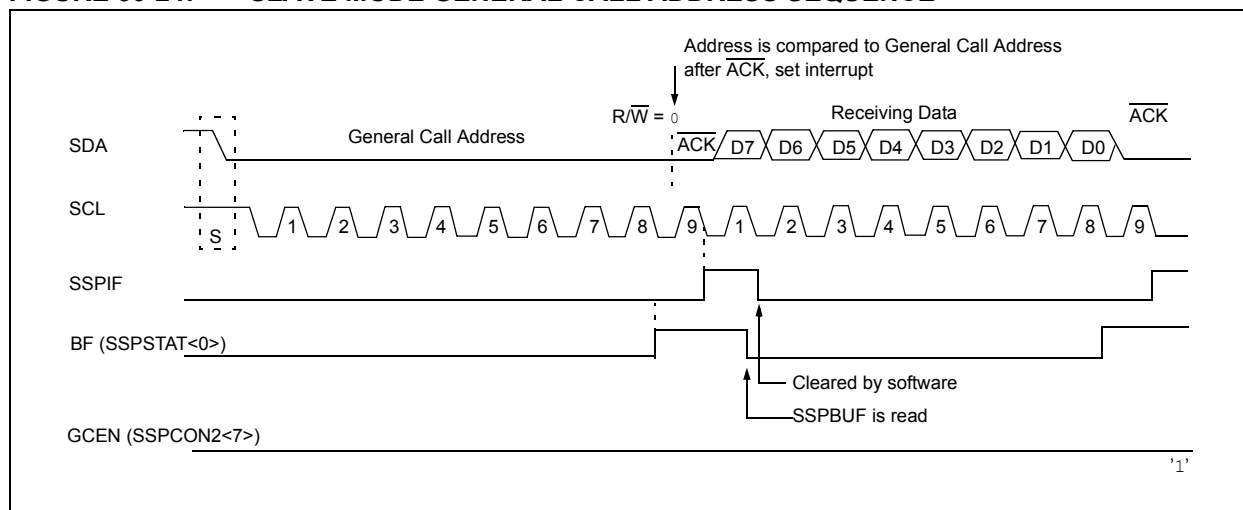 FIGURE SLAVE MODE GENERAL CALL ADDRESS SEQUENCE
Address is compared to General Call Address
after ACK, set interrupt
R/W = 0
Receiving Data
ACK
SDA
General Call Address
ACK
D7 D6 D5 D4 D3 D2 D1 D0
SCL
S
1 2 3 4 5 6 7 8 9 1 2 3 4 5 6 7 8 9
SSPIF
BF (SSPSTAT<0>)
Cleared by software
SSPBUF is read
GCEN (SSPCON2<7>)
'1'